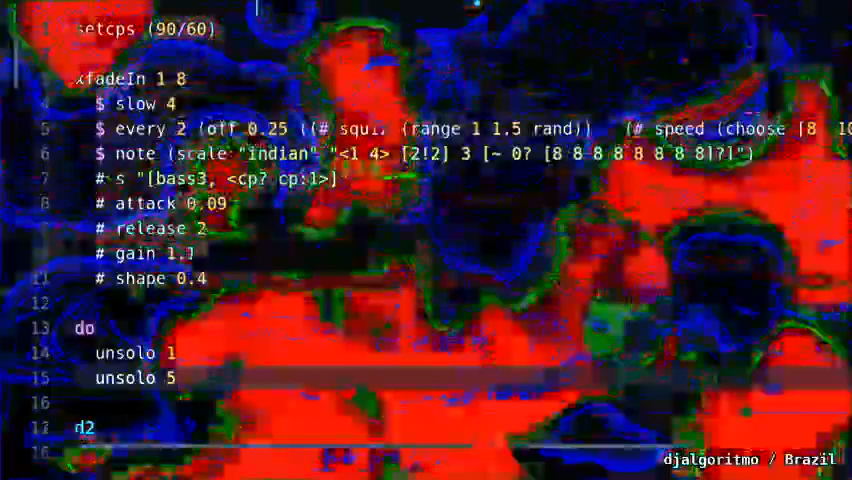 1 setcps (90/60)
xfadeIn 1 8
$ slow 4
5 $ every 2 (off 0.25 ((# squiz (range 1 1.5 rand)) (# speed (choose [8 10
6 $ note (scale "indian" "<1 4> [2!2] 3 [~ 0? [8 8 8 8 8 8 8 8]?]")
7 # s "[bass3, <cp? cp:1>]
8 # attack 0.09
# release 2
# gain 1.1
11 # shape 0.4
12
13 do
14 unsolo 1
15 unsolo 5
16
17 d2
djalgoritmo / Brazil